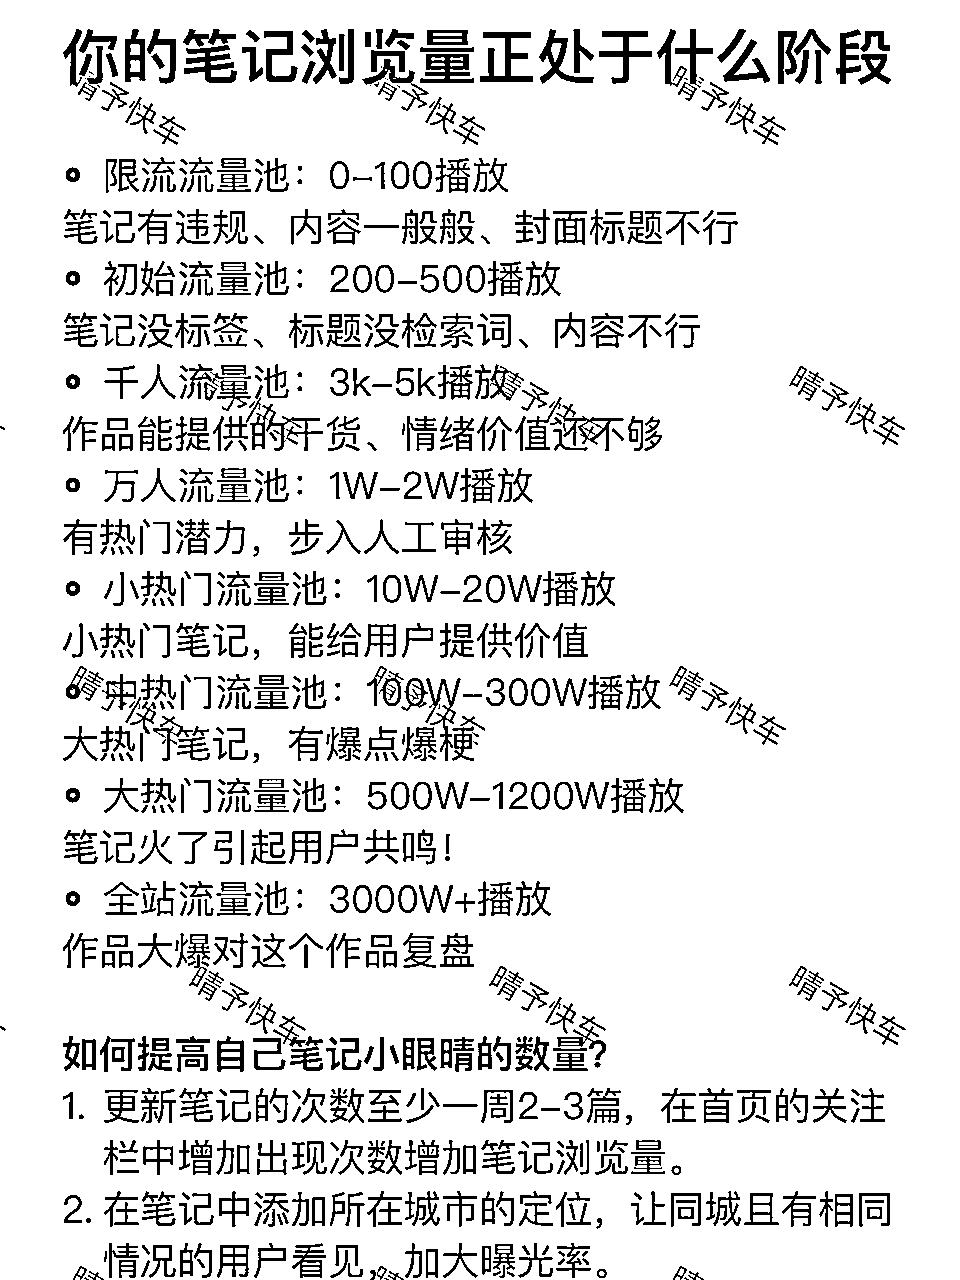 你的笔记浏览量正处于什么阶段
• 限流流量池：0-100播放
笔记有违规、内容一般般、封面标题不行
• 初始流量池：200-500播放
笔记没标签、标题没检索词、内容不行
• 千人流量池：3k-5k播放
作品能提供的干货、情绪价值还不够
• 万人流量池：1W-2W播放
有热门潜力，步入人工审核
• 小热门流量池：10W-20W播放
小热门笔记，能给用户提供价值
• 中热门流量池：100W-300W播放
大热门笔记，有爆点爆梗
• 大热门流量池：500W-1200W播放
笔记火了引起用户共鸣！
• 全站流量池：3000W+播放
作品大爆对这个作品复盘
如何提高自己笔记小眼睛的数量?
1. 更新笔记的次数至少一周2-3篇，在首页的关注
栏中增加出现次数增加笔记浏览量。
2. 在笔记中添加所在城市的定位，让同城且有相同
情况的用户看见，加大曝光率。
晴予快车
晴予快车
晴予快车
晴予快车
晴予快车
晴予快车
晴予快车
晴予快车
晴予快车
晴予快车
晴予快车
晴予快车